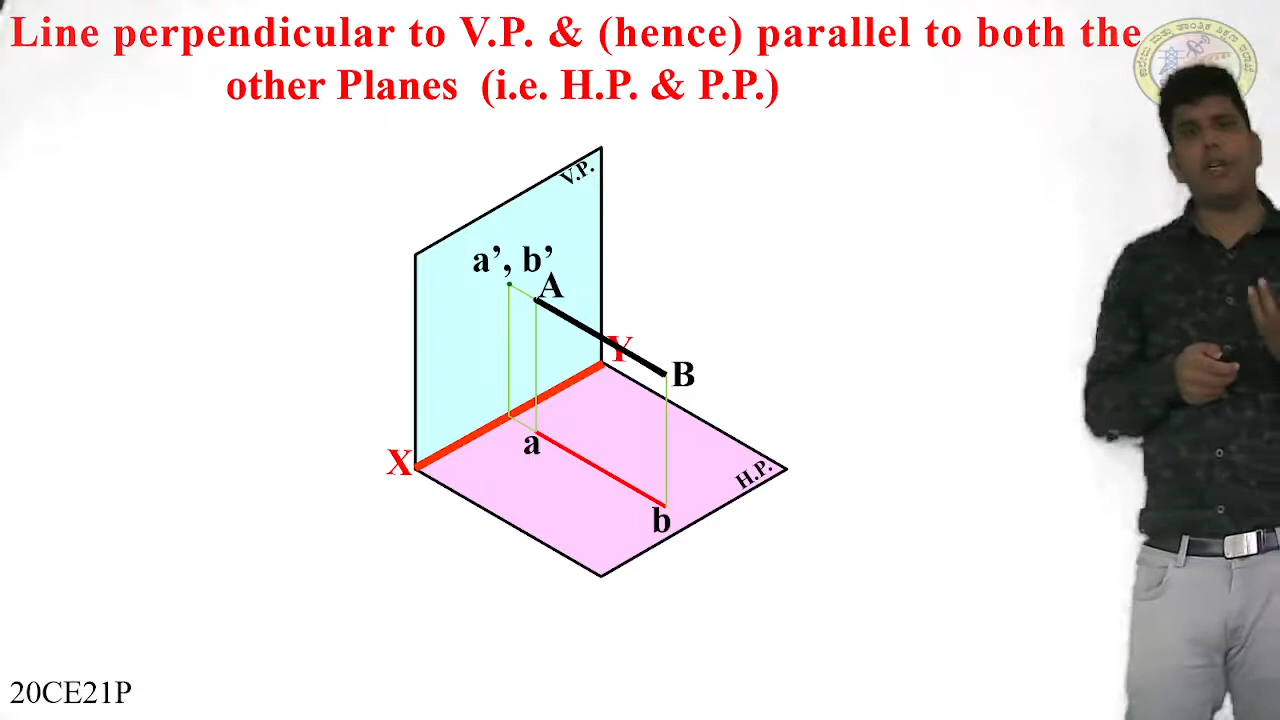 Line perpendicular to V.P. & (hence) parallel to both the
other Planes (i.e. H.P. & P.P.)
V.P.
a’, b’
A
Y
B
a
X
H.P.
b
20CE21P